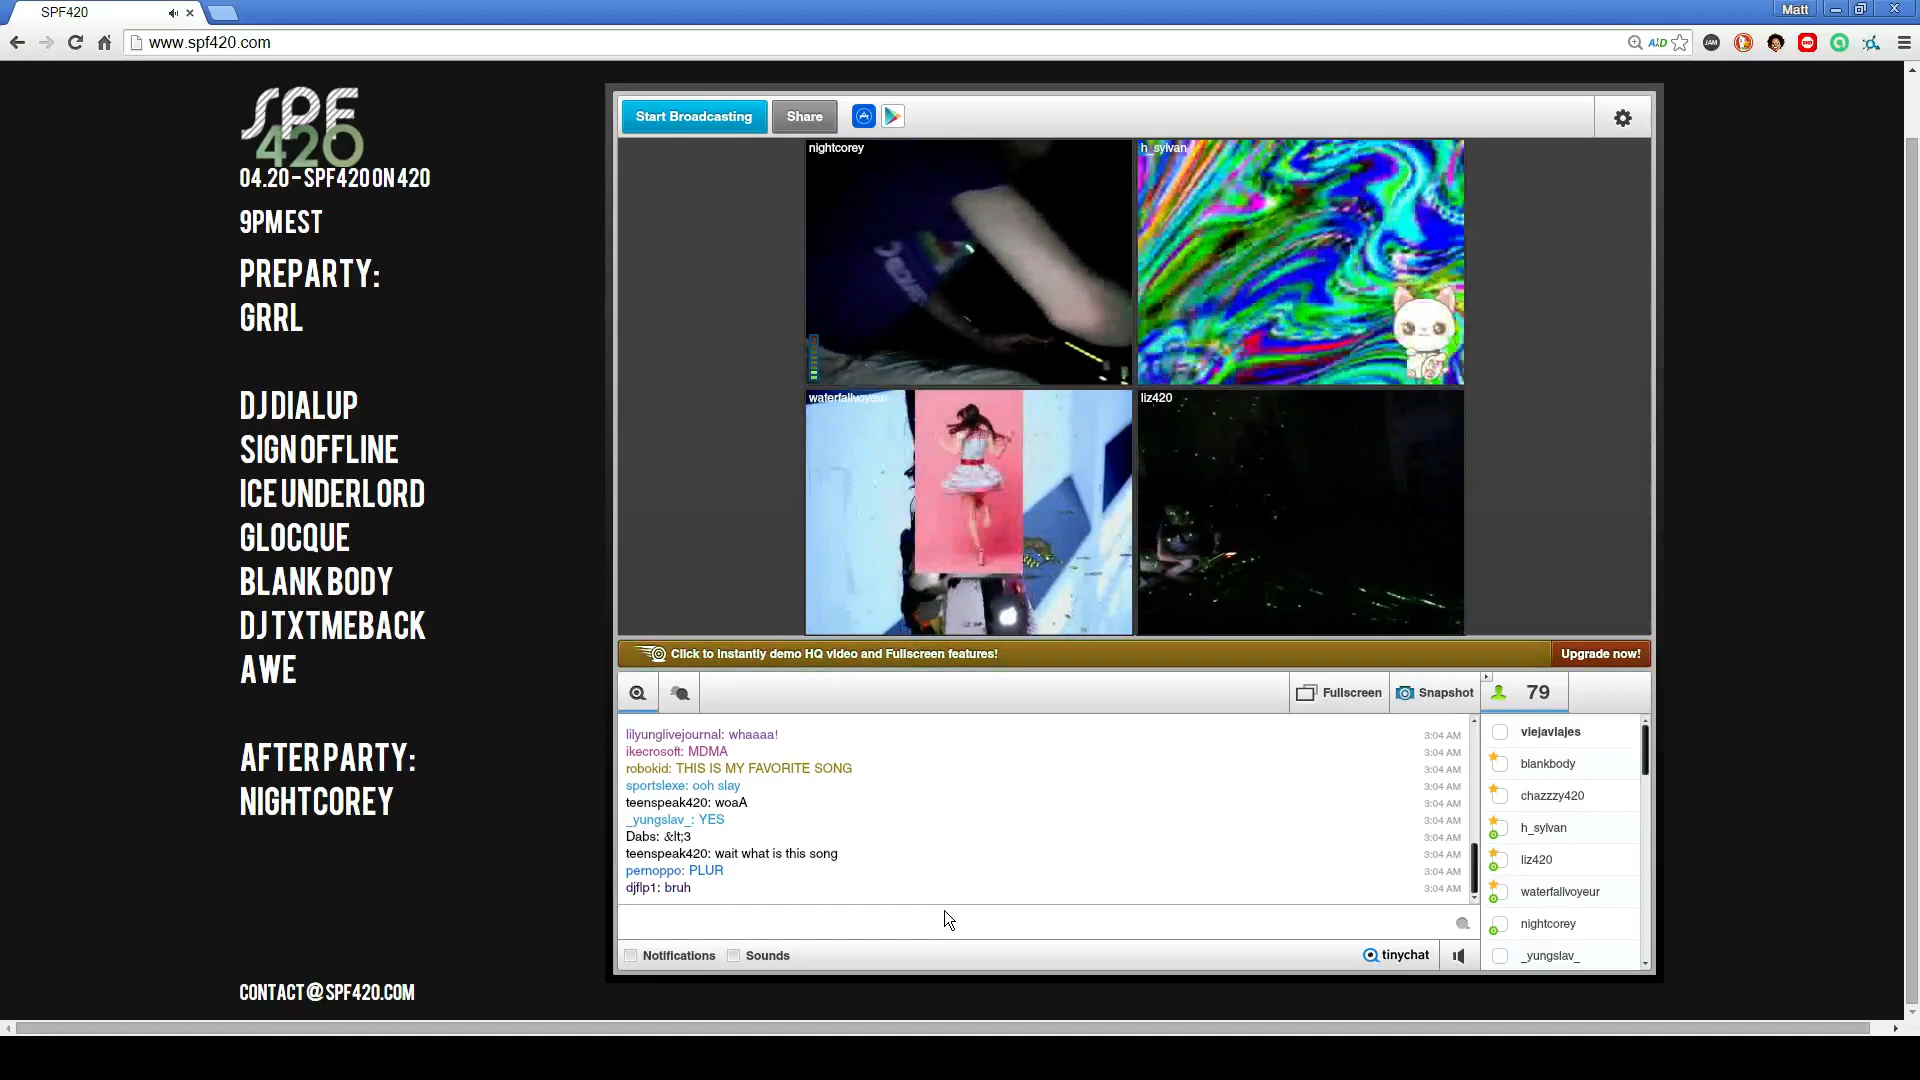 SPF420
Matt
www.spf420.com
SPF
420
04.20 - SPF420 ON 420
9PM EST
PREPARTY:
GRRL
DJ DIALUP
SIGN OFFLINE
ICE UNDERLORD
GLOCQUE
BLANK BODY
DJ TXTMEBACK
AWE
AFTER PARTY:
NIGHTCOREY
CONTACT@SPF420.COM
Start Broadcasting
Share
nightcorey
h_sylvan
waterfallvoyeur
liz420
Click to instantly demo HQ video and Fullscreen features!
Upgrade now!
Fullscreen
Snapshot
79
lilyunglivejournal: whaaaa! 3:04 AM
ikecrosoft: MDMA 3:04 AM
robokid: THIS IS MY FAVORITE SONG 3:04 AM
sportslexe: ooh slay 3:04 AM
teenspeak420: woaA 3:04 AM
_yungslav_: YES 3:04 AM
Dabs: &lt;3 3:04 AM
teenspeak420: wait what is this song 3:04 AM
pernoppo: PLUR 3:04 AM
djflp1: bruh 3:04 AM
viejaviajes
blankbody
chazzzy420
h_sylvan
liz420
waterfallvoyeur
nightcorey
_yungslav_
Notifications
Sounds
tinychat